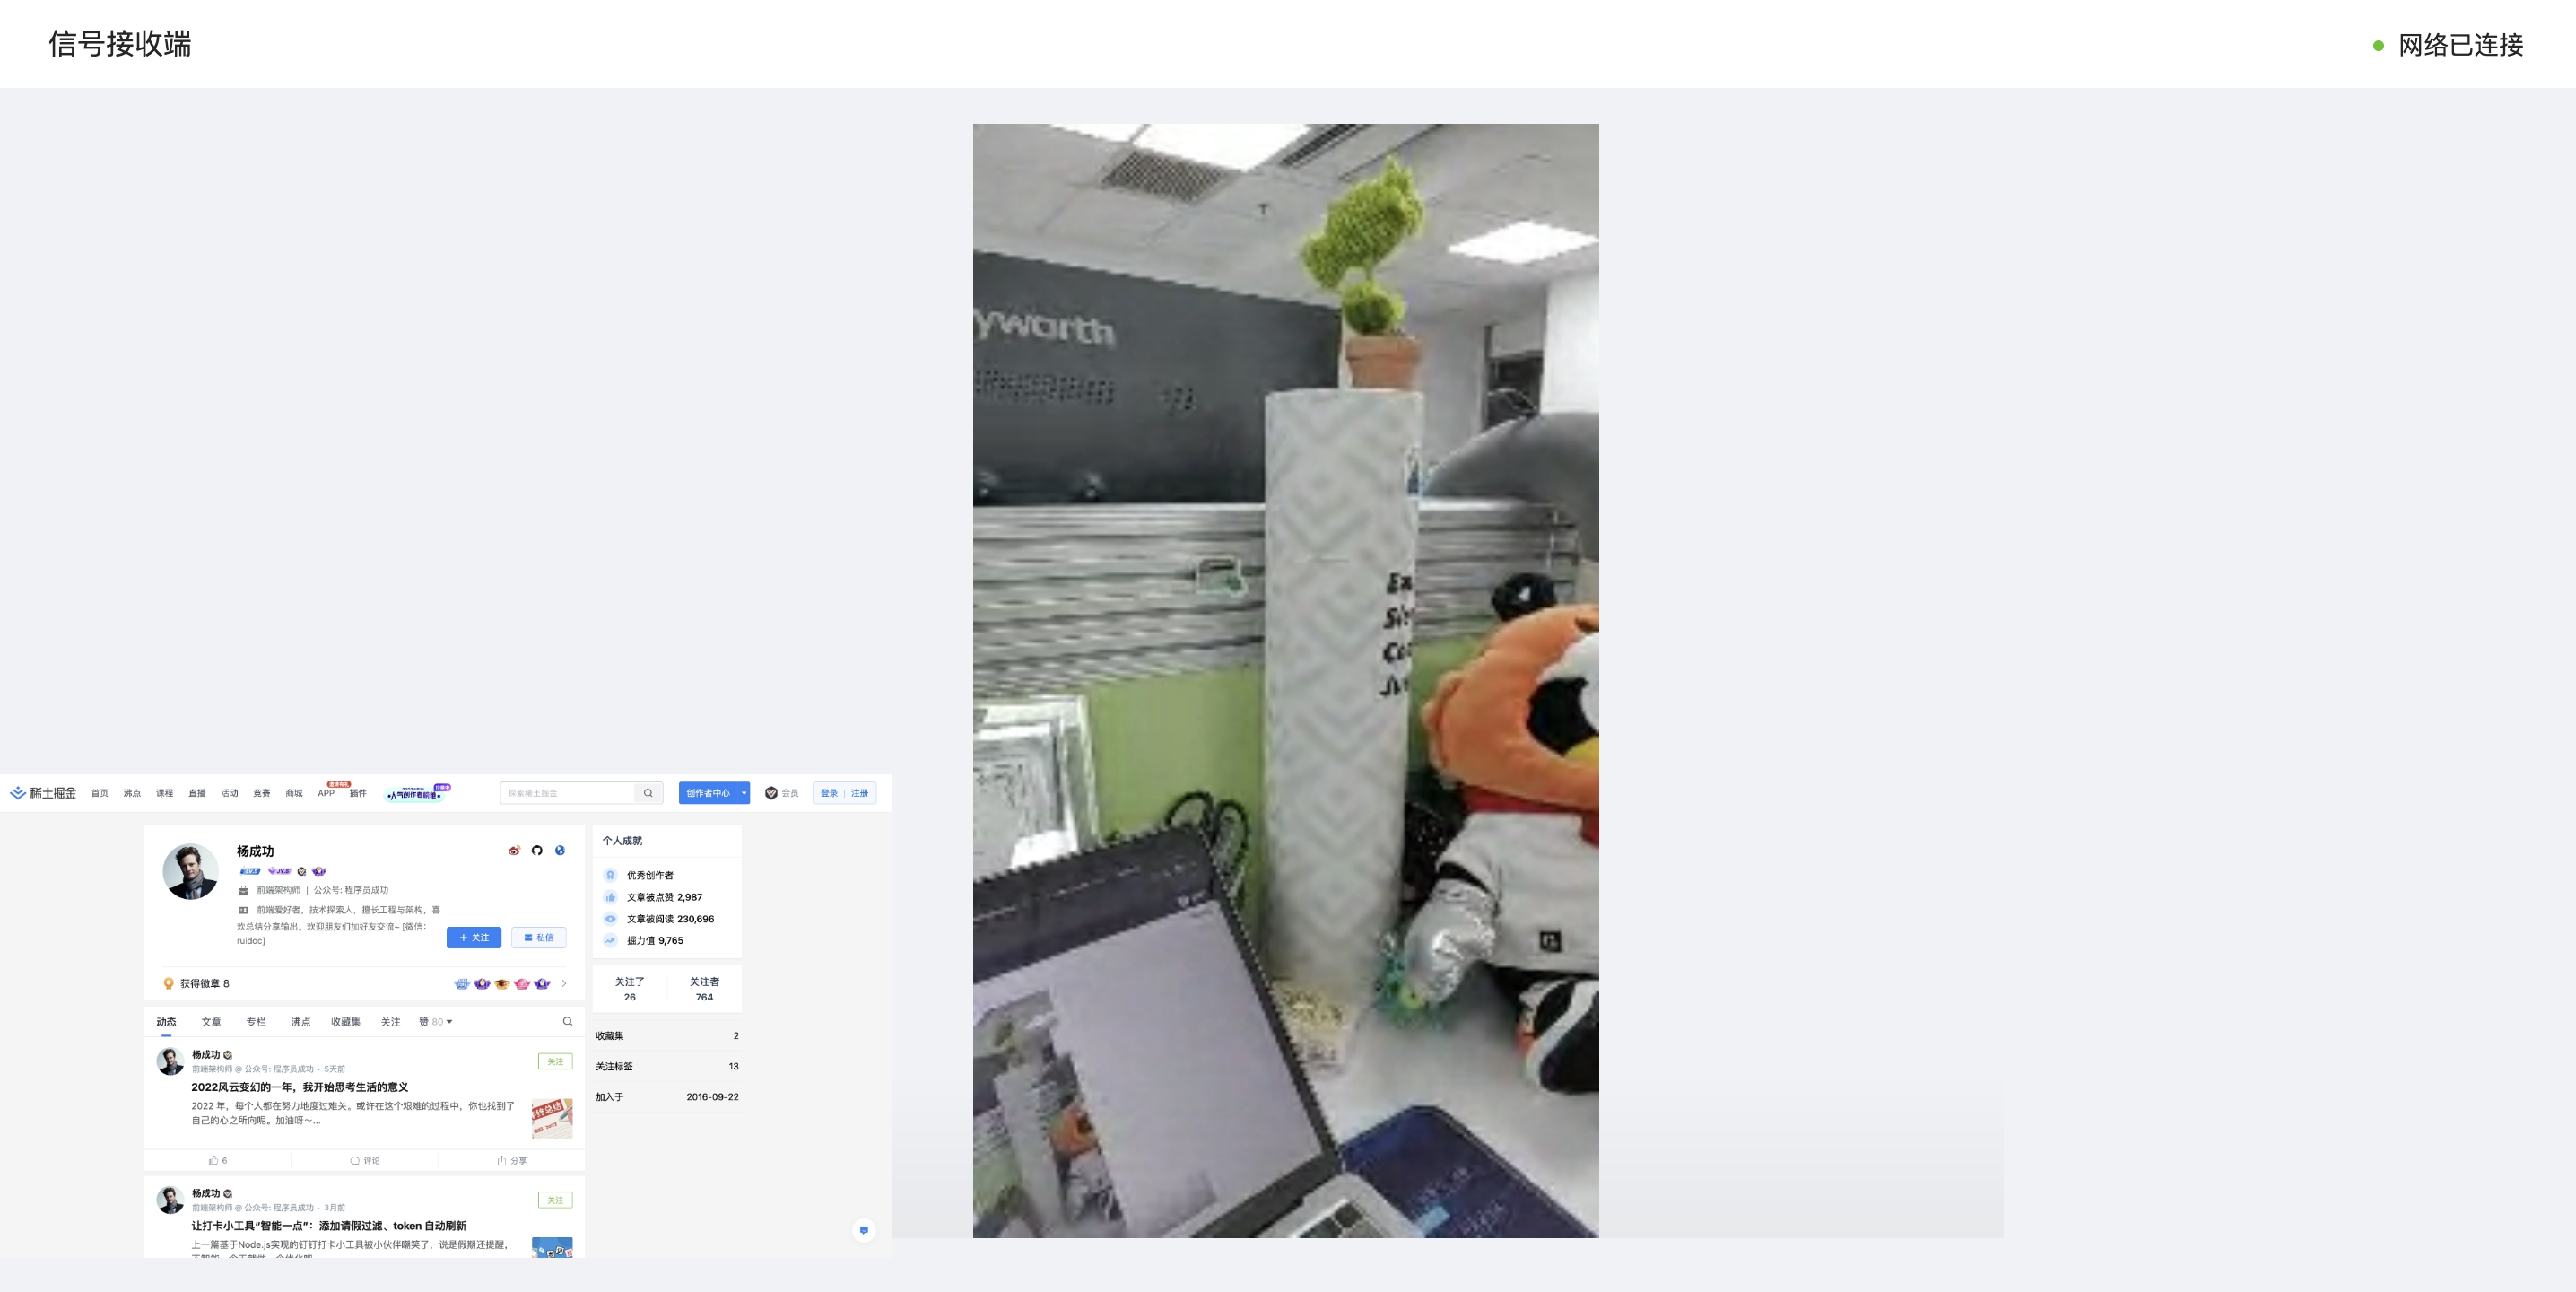 信号接收端
网络已连接
yworth
Ex
稀土掘金 首页 沸点 课程 直播 活动 竞赛 商城 APP 插件
探索稀土掘金
创作者中心
会员
登录 | 注册
杨成功
前端架构师 | 公众号: 程序员成功
前端爱好者，技术探索人，擅长工程与架构，喜
欢总结分享输出。欢迎朋友们加好友交流~ [微信:
ruidoc]
+ 关注 私信
获得徽章 8
个人成就
优秀创作者
文章被点赞 2,987
文章被阅读 230,696
掘力值 9,765
关注了 关注者
26 764
收藏集 2
关注标签 13
加入于 2016-09-22
动态 文章 专栏 沸点 收藏集 关注 赞 80
杨成功
关注
前端架构师 @ 公众号: 程序员成功 · 5天前
2022风云变幻的一年，我开始思考生活的意义
2022 年，每个人都在努力地度过难关。或许在这个艰难的过程中，你也找到了
自己的心之所向呢。加油呀～...
6 评论 分享
杨成功
关注
前端架构师 @ 公众号: 程序员成功 · 3月前
让打卡小工具“智能一点”：添加请假过滤、token 自动刷新
上一篇基于Node.js实现的钉钉打卡小工具被小伙伴嘲笑了，说是假期还提醒，